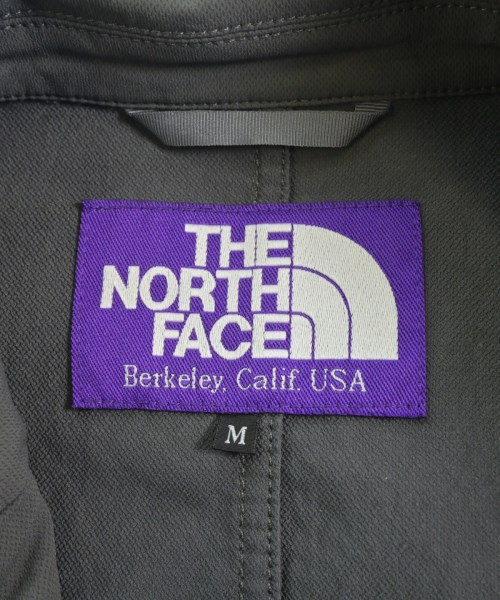 THE
NORTH
FACE
Berkeley, Calif. USA
M